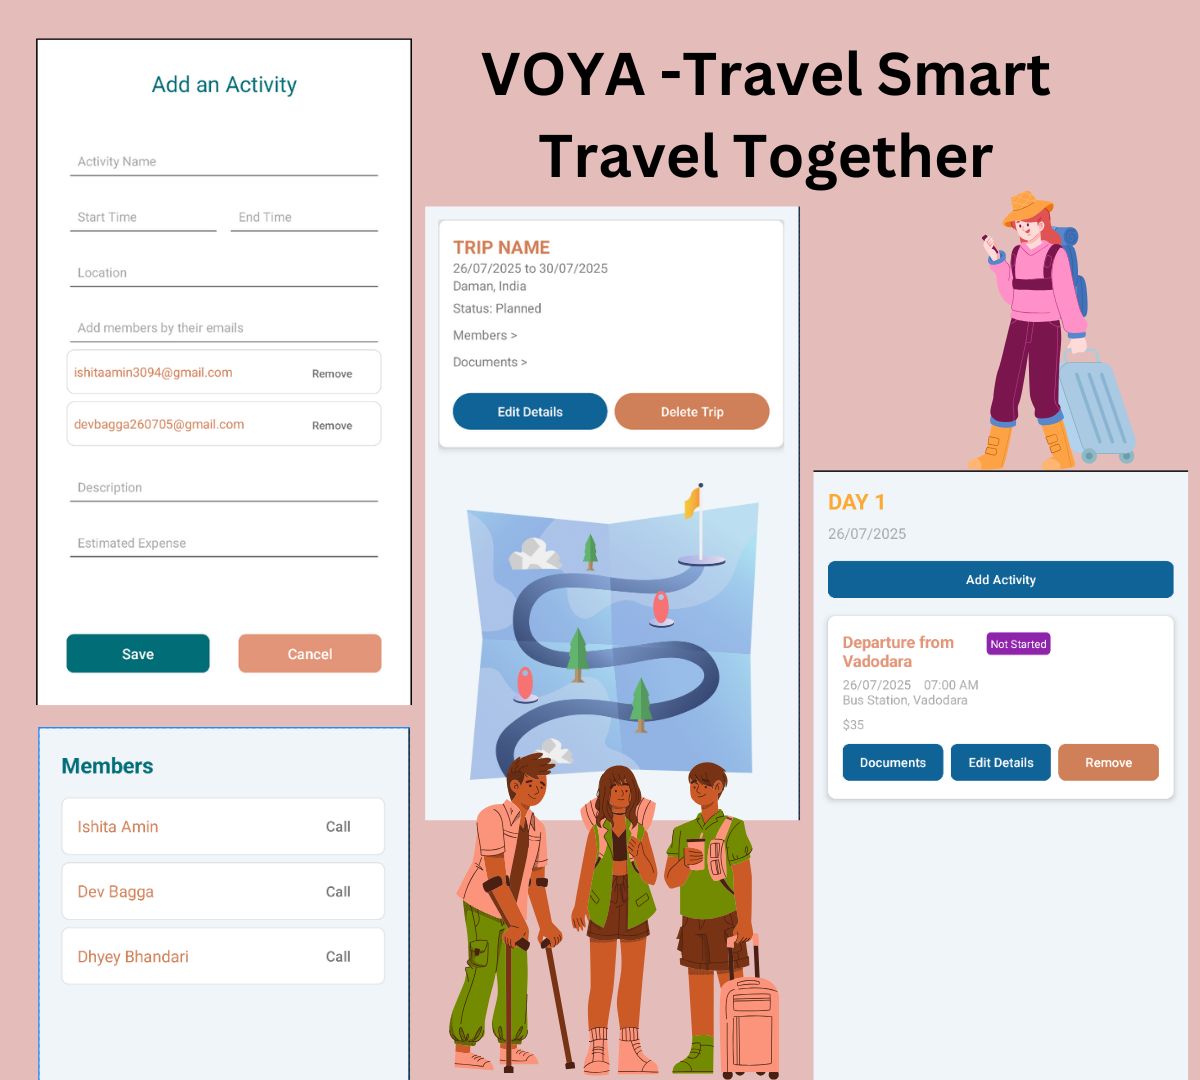 VOYA -Travel Smart
Travel Together
Add an Activity
Activity Name
Start Time End Time
Location
Add members by their emails
ishitaamin3094@gmail.com Remove
devbagga260705@gmail.com Remove
Description
Estimated Expense
Save Cancel
Members
Ishita Amin Call
Dev Bagga Call
Dhyey Bhandari Call
TRIP NAME
26/07/2025 to 30/07/2025
Daman, India
Status: Planned
Members >
Documents >
Edit Details Delete Trip
DAY 1
26/07/2025
Add Activity
Departure from Not Started
Vadodara
26/07/2025 07:00 AM
Bus Station, Vadodara
$35
Documents Edit Details Remove